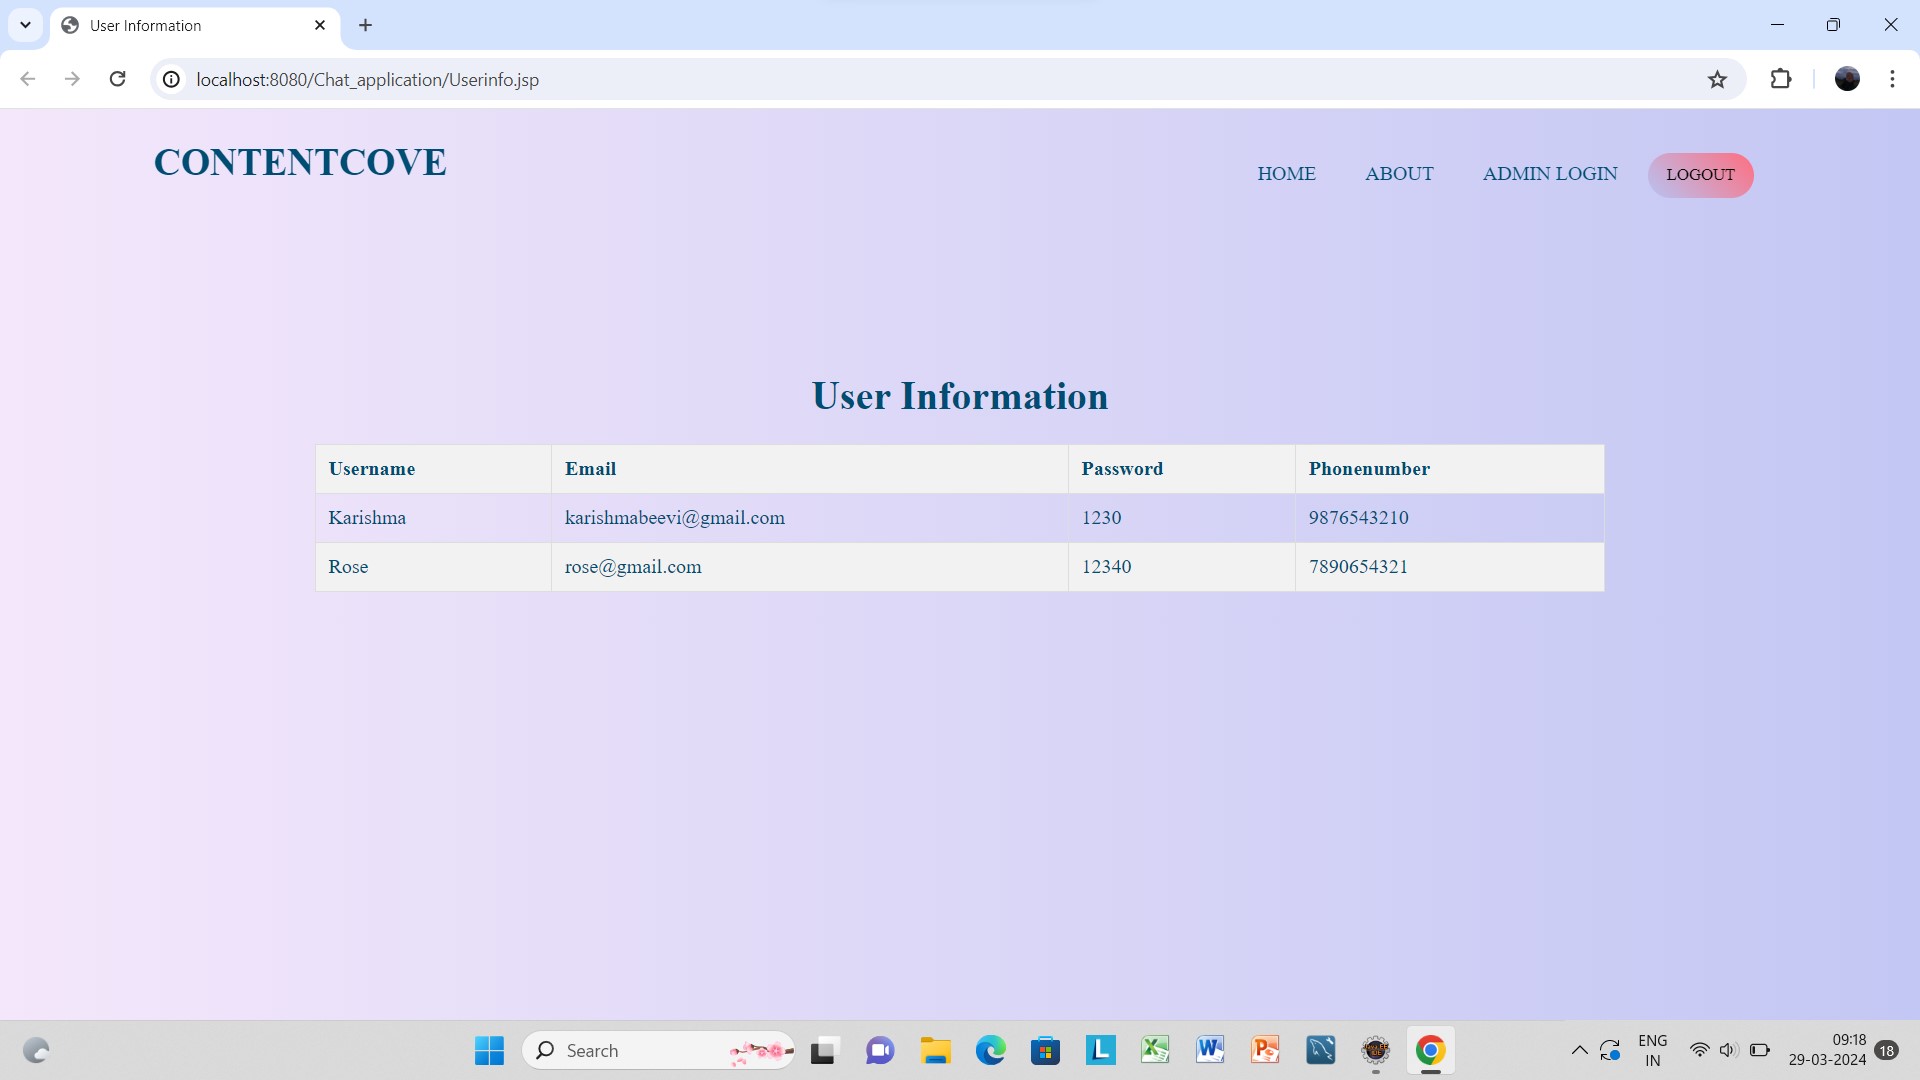 User Information
localhost:8080/Chat_application/Userinfo.jsp
CONTENTCOVE
HOME ABOUT ADMIN LOGIN LOGOUT
User Information
Username Email Password Phonenumber
Karishma karishmabeevi@gmail.com 1230 9876543210
Rose rose@gmail.com 12340 7890654321
Search
ENG
IN
09:18
29-03-2024
18